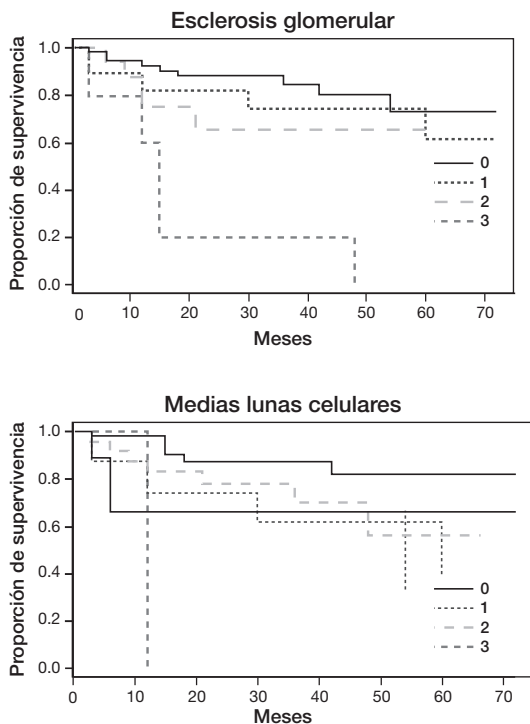 Esclerosis glomerular
Proporción de supervivencia
1.0
0.8
0.6
0.4
0.2
0.0
0
1
2
3
0 10 20 30 40 50 60 70
Meses
Medias lunas celulares
Proporción de supervivencia
1.0
0.8
0.6
0.4
0.2
0.0
0
1
2
3
0 10 20 30 40 50 60 70
Meses